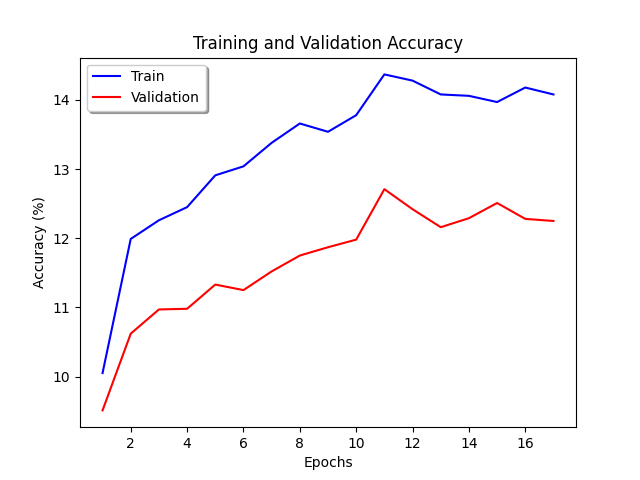 Training and Validation Accuracy
Train
Validation
14
13
12
11
10
Accuracy (%)
2 4 6 8 10 12 14 16
Epochs